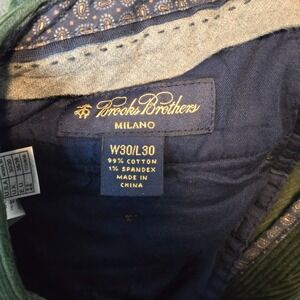 Brooks Brothers
MILANO
W30/L30
99% COTTON
1% SPANDEX
MADE IN
CHINA